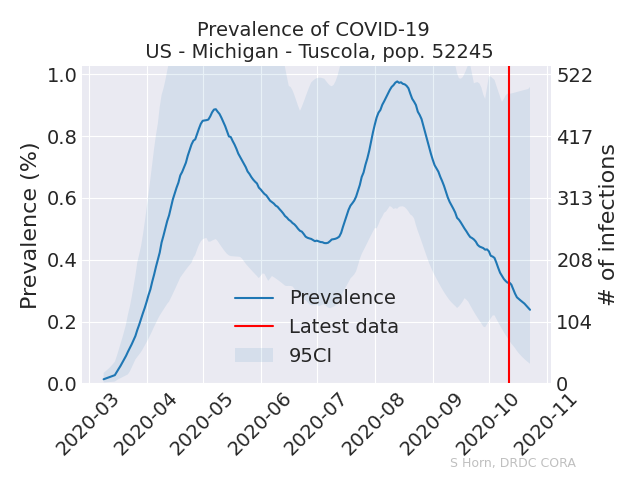 Prevalence of COVID-19
US - Michigan - Tuscola, pop. 52245
Prevalence (%)
1.0
0.8
0.6
0.4
0.2
0.0
522
417
313
208
104
0
# of infections
Prevalence
Latest data
95CI
2020-03
2020-04
2020-05
2020-06
2020-07
2020-08
2020-09
2020-10
2020-11
S Horn, DRDC CORA